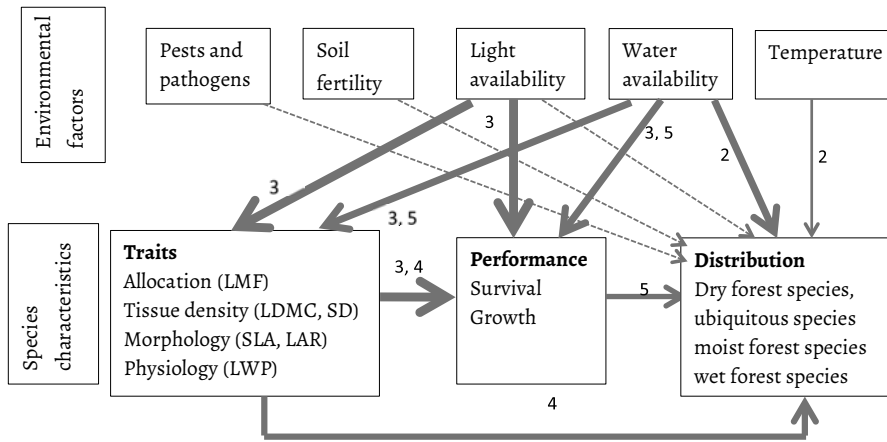 Environmental
factors
Pests and
pathogens
Soil
fertility
Light
availability
Water
availability
Temperature
3
3, 5
2
2
3
3, 5
Species
characteristics
Traits
Allocation (LMF)
Tissue density (LDMC, SD)
Morphology (SLA, LAR)
Physiology (LWP)
3, 4
Performance
Survival
Growth
5
Distribution
Dry forest species,
ubiquitous species
moist forest species
wet forest species
4